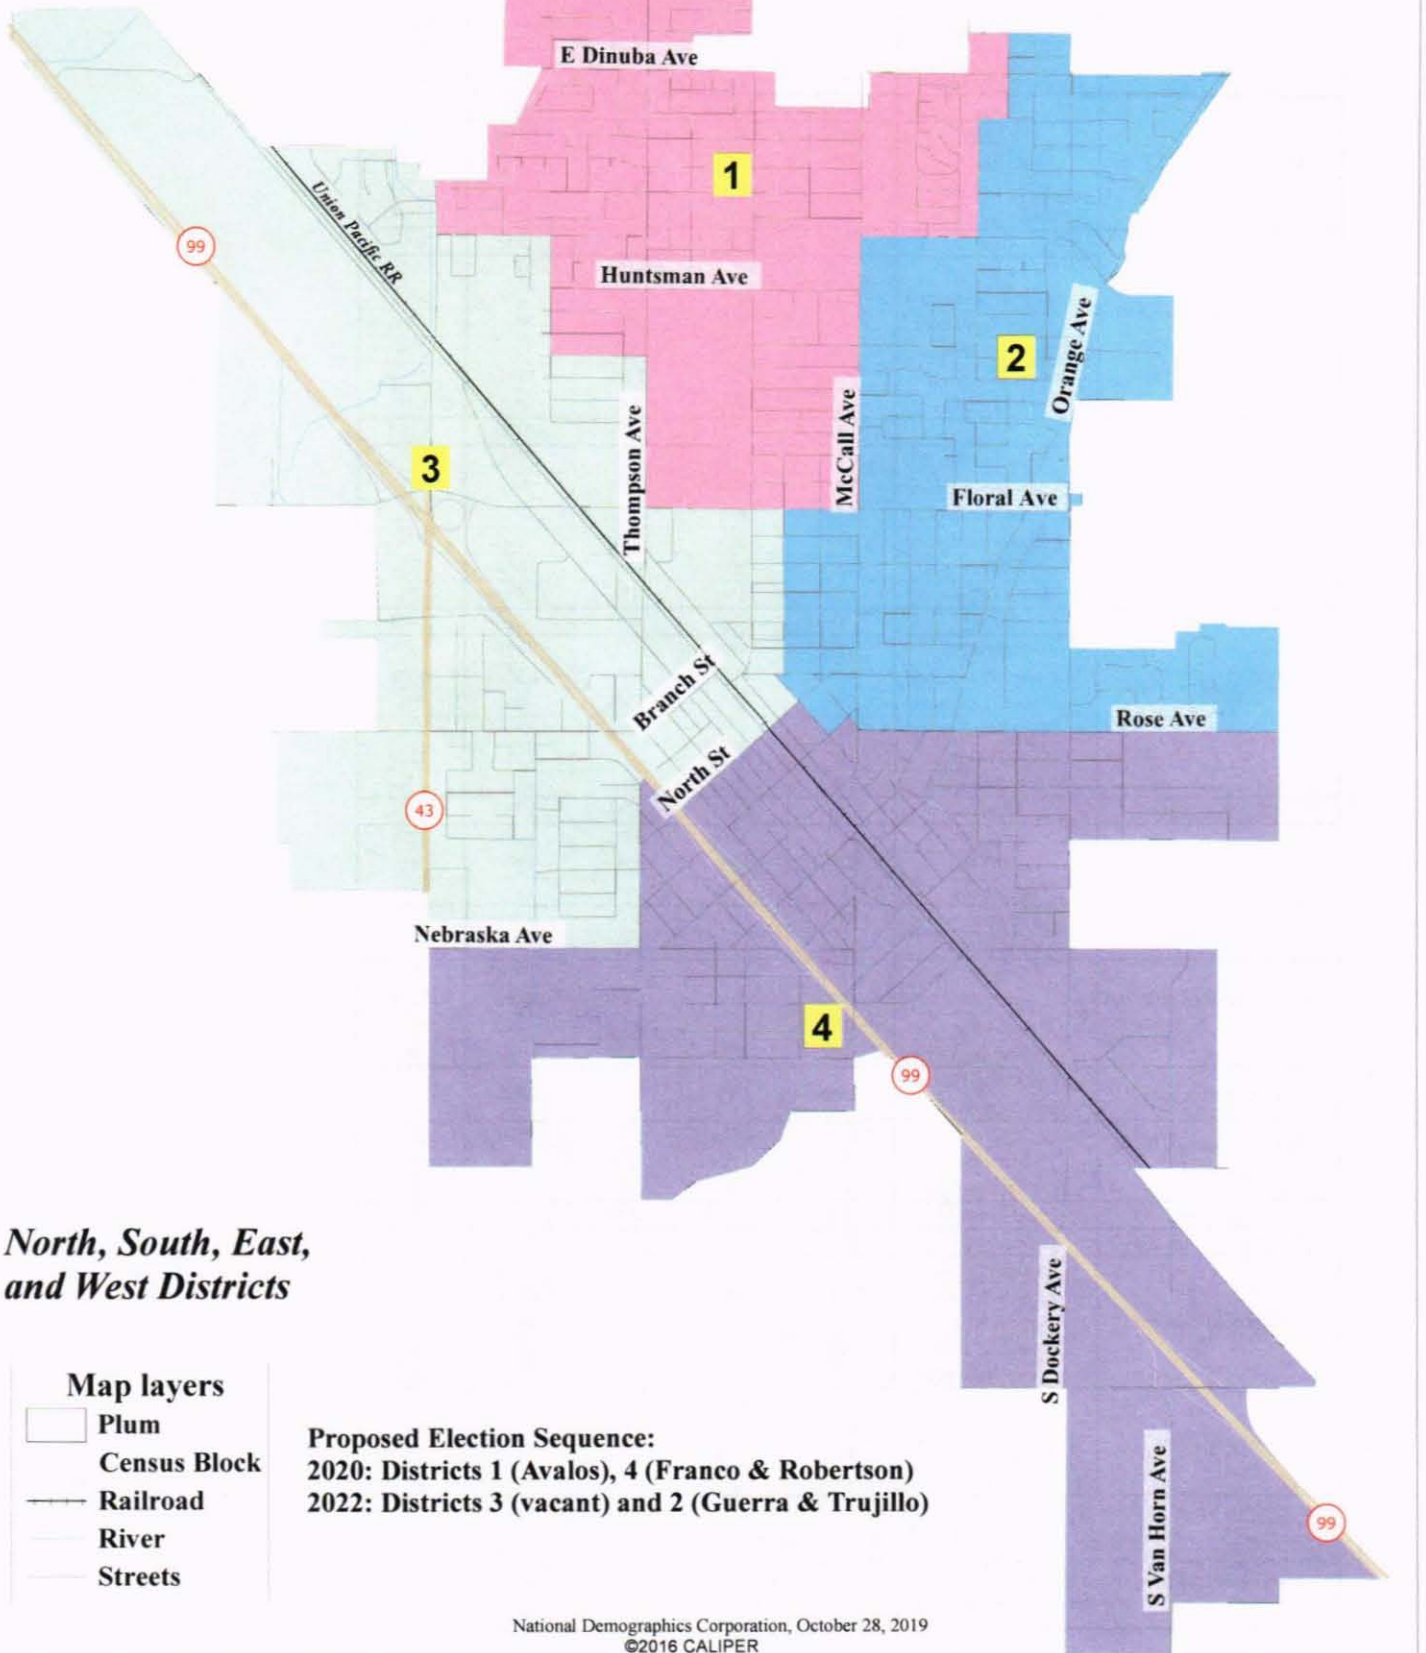 E Dinuba Ave
1
Union Pacific RR
99
Huntsman Ave
2
Orange Ave
3
Thompson Ave
McCall Ave
Floral Ave
Branch St
Rose Ave
North St
43
Nebraska Ave
4
99
North, South, East,
and West Districts
S Dockery Ave
Map layers
Plum
Census Block
Railroad
River
Streets
Proposed Election Sequence:
2020: Districts 1 (Avalos), 4 (Franco & Robertson)
2022: Districts 3 (vacant) and 2 (Guerra & Trujillo)
S Van Horn Ave
99
National Demographics Corporation, October 28, 2019
©2016 CALIPER